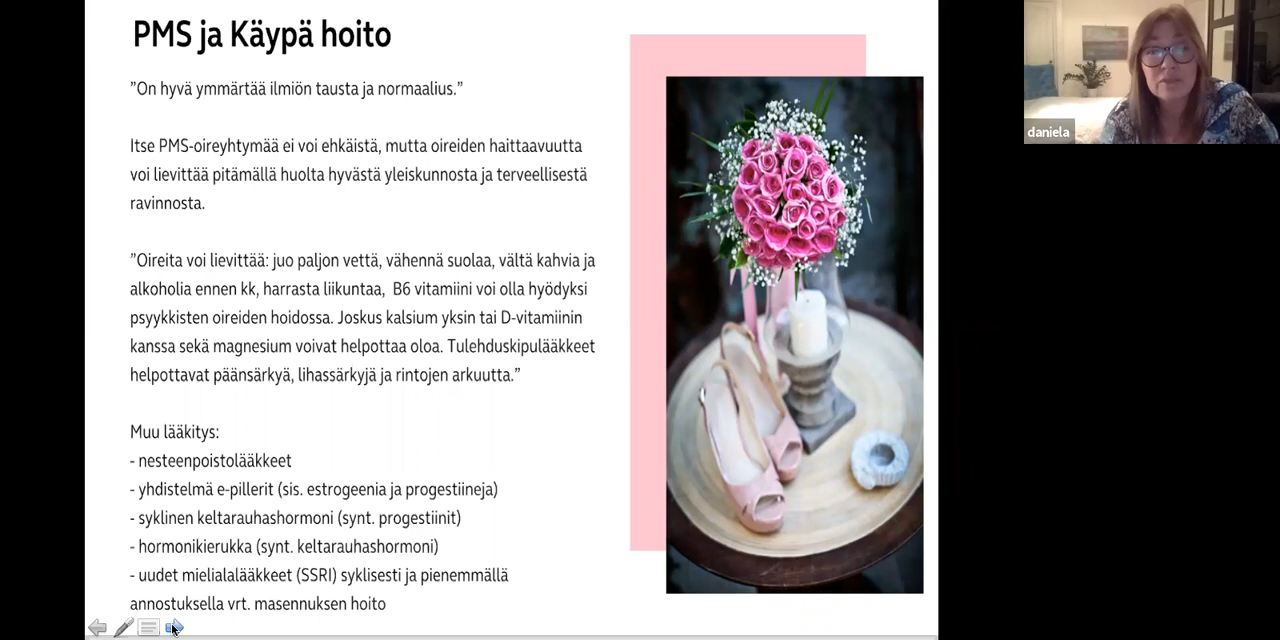 PMS ja Käypä hoito
”On hyvä ymmärtää ilmiön tausta ja normaalius.”
Itse PMS-oireyhtymää ei voi ehkäistä, mutta oireiden haittaavuutta
voi lievittää pitämällä huolta hyvästä yleiskunnosta ja terveellisestä
ravinnosta.
”Oireita voi lievittää: juo paljon vettä, vähennä suolaa, vältä kahvia ja
alkoholia ennen kk, harrasta liikuntaa, B6 vitamiini voi olla hyödyksi
psyykkisten oireiden hoidossa. Joskus kalsium yksin tai D-vitamiinin
kanssa sekä magnesium voivat helpottaa oloa. Tulehduskipulääkkeet
helpottavat päänsärkyä, lihassärkyjä ja rintojen arkuutta.”
Muu lääkitys:
- nesteenpoistolääkkeet
- yhdistelmä e-pillerit (sis. estrogeenia ja progestiineja)
- syklinen keltarauhashormoni (synt. progestiinit)
- hormonikierukka (synt. keltarauhashormoni)
- uudet mielialalääkkeet (SSRI) syklisesti ja pienemmällä
annostuksella vrt. masennuksen hoito
daniela